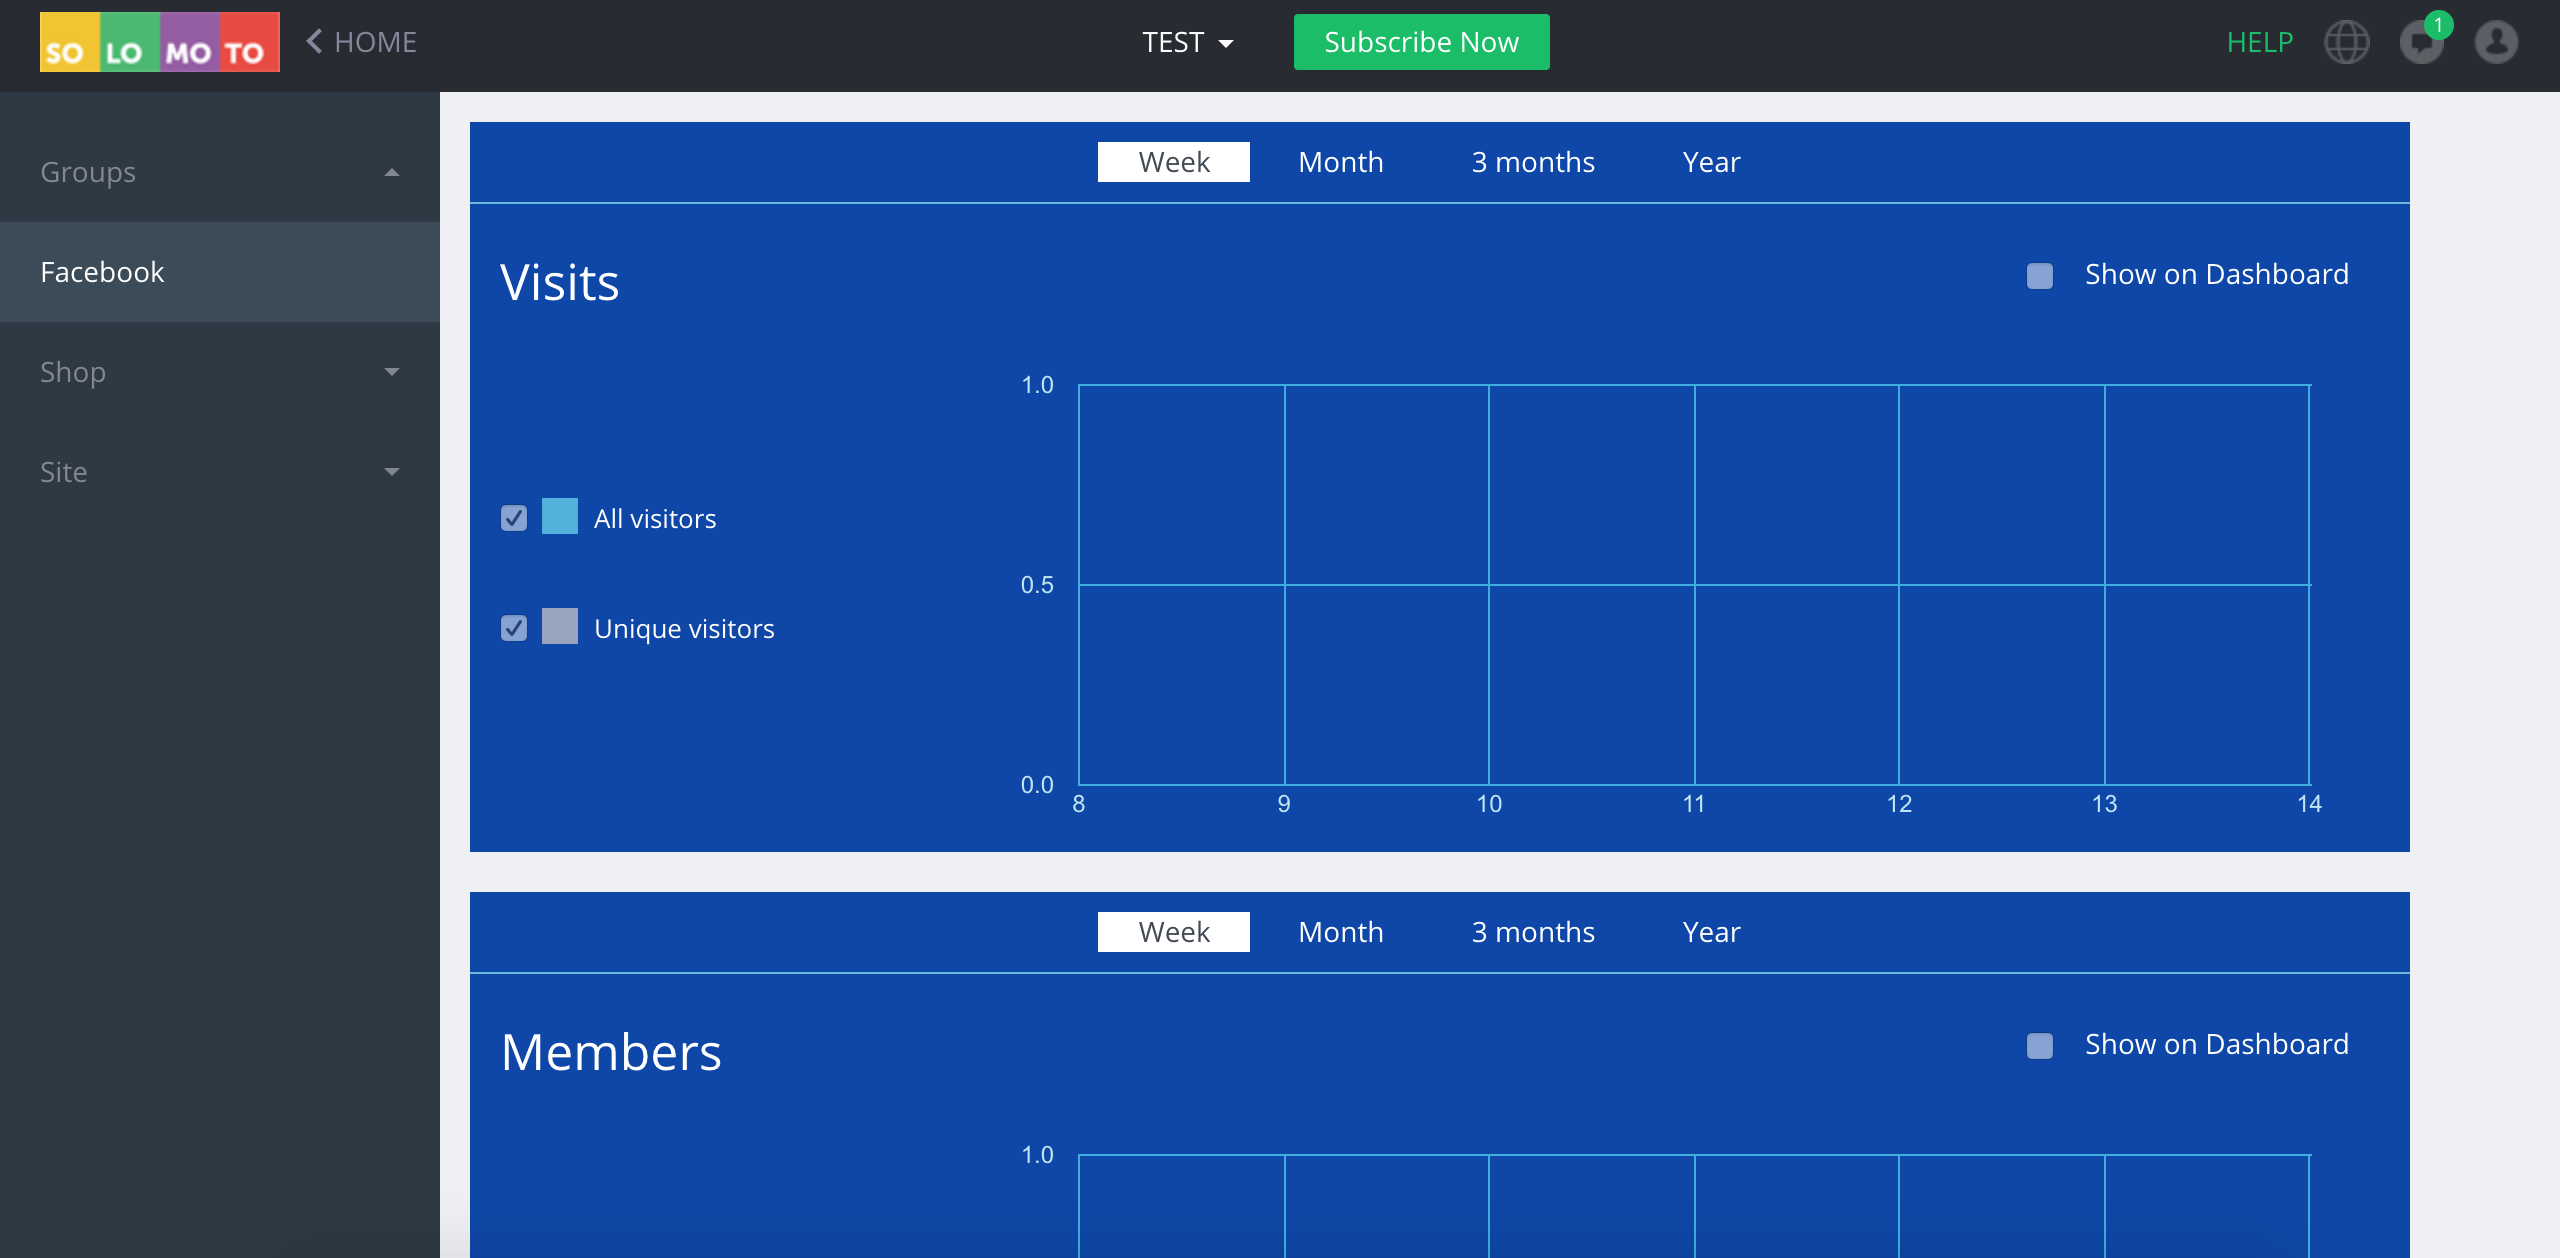 SO LO MO TO
HOME
TEST
Subscribe Now
HELP
1
Groups
Facebook
Shop
Site
Week Month 3 months Year
Visits
Show on Dashboard
All visitors
Unique visitors
1.0
0.5
0.0
8 9 10 11 12 13 14
Week Month 3 months Year
Members
Show on Dashboard
1.0